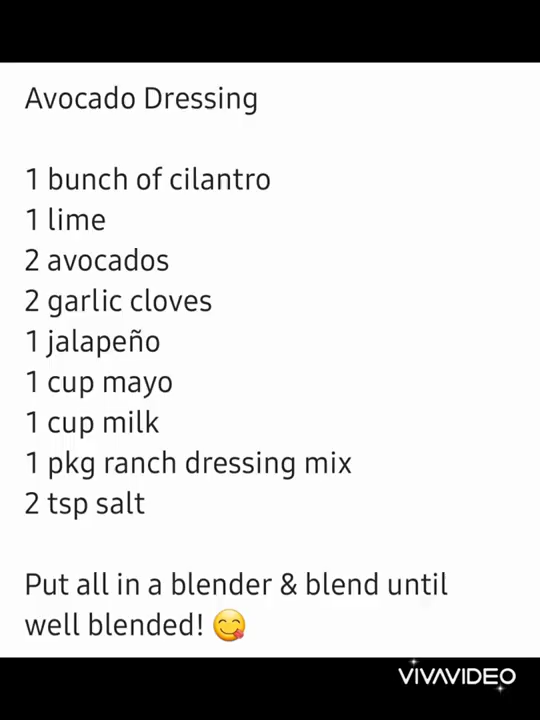 Avocado Dressing
1 bunch of cilantro
1 lime
2 avocados
2 garlic cloves
1 jalapeño
1 cup mayo
1 cup milk
1 pkg ranch dressing mix
2 tsp salt
Put all in a blender & blend until
well blended! 😋
VIVAVIDEO